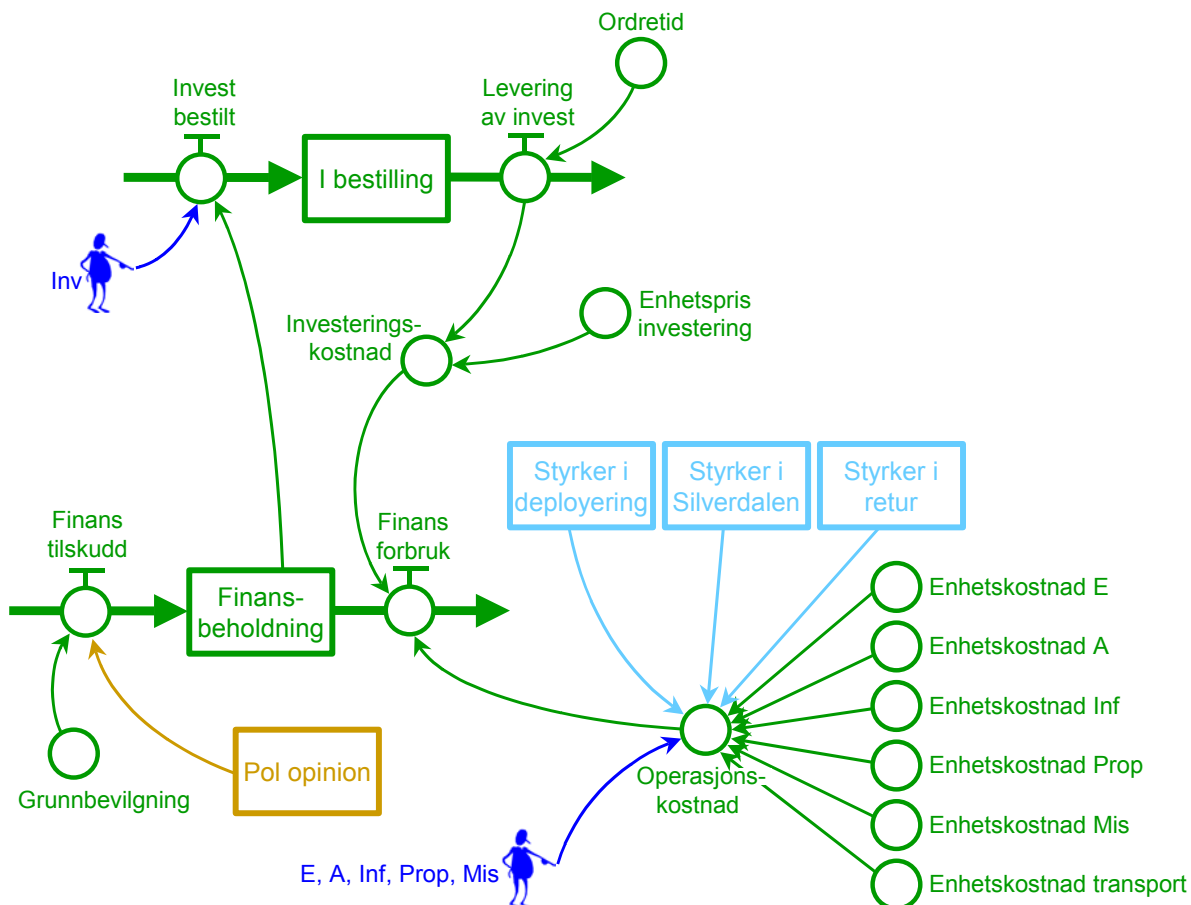 Ordretid
Invest
bestilt
Levering
av invest
I bestilling
Inv
Enhetspris
investering
Investerings-
kostnad
Styrker i
deployering
Styrker i
Silverdalen
Styrker i
retur
Finans
tilskudd
Finans
forbruk
Finans-
beholdning
Enhetskostnad E
Enhetskostnad A
Enhetskostnad Inf
Enhetskostnad Prop
Enhetskostnad Mis
Enhetskostnad transport
Pol opinion
Grunnbevilgning
Operasjons-
kostnad
E, A, Inf, Prop, Mis